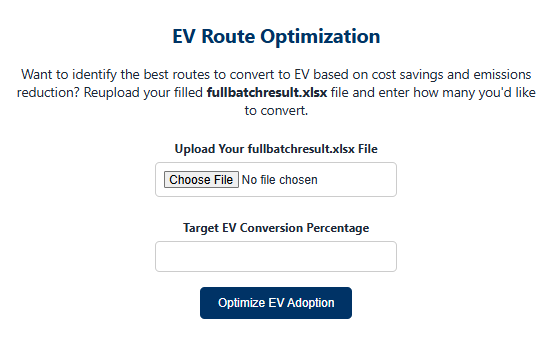 EV Route Optimization
Want to identify the best routes to convert to EV based on cost savings and emissions
reduction? Reupload your filled fullbatchresult.xlsx file and enter how many you'd like
to convert.
Upload Your fullbatchresult.xlsx File
Choose File No file chosen
Target EV Conversion Percentage
Optimize EV Adoption